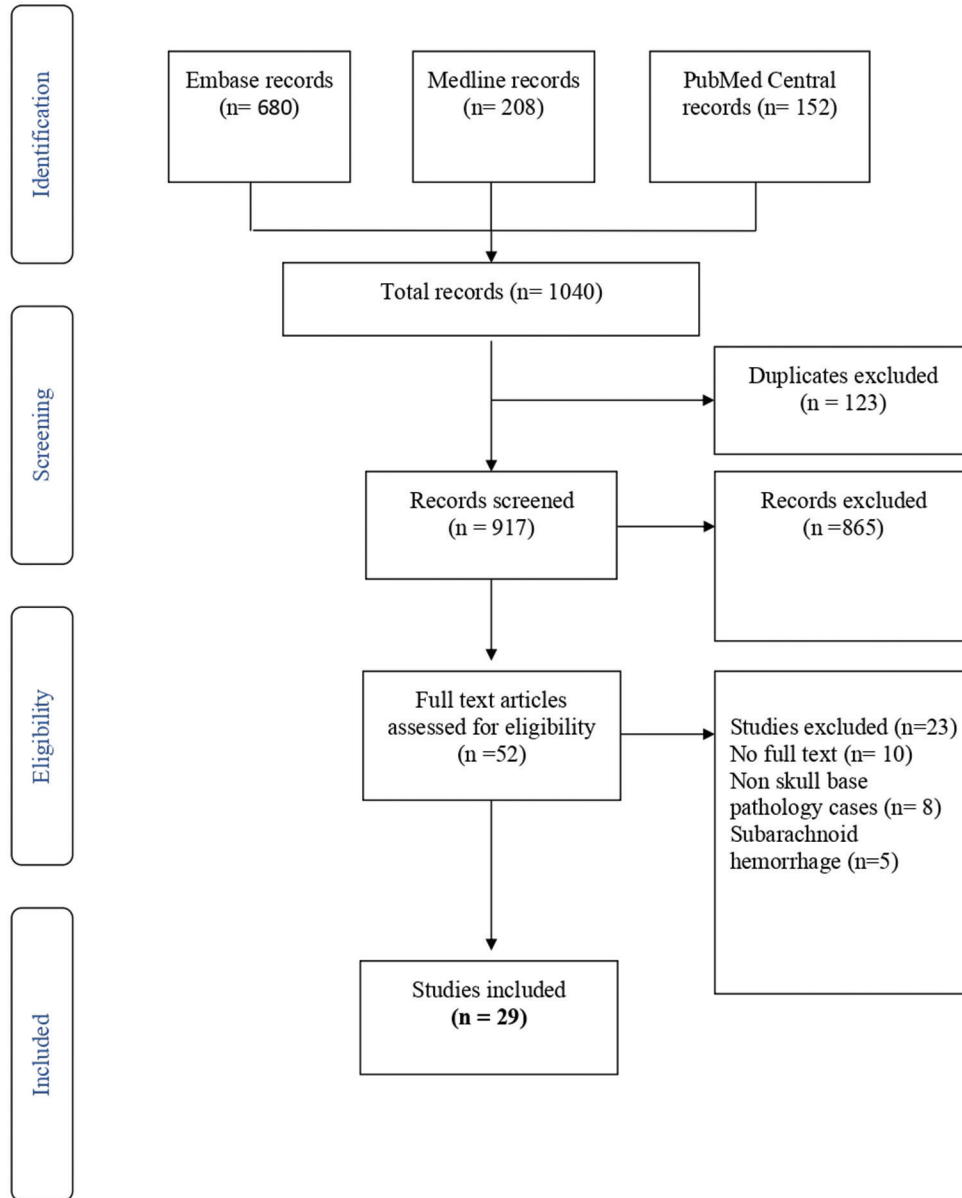 Identification
Embase records
(n= 680)
Medline records
(n= 208)
PubMed Central
records (n= 152)
Total records (n= 1040)
Screening
Duplicates excluded
(n = 123)
Records screened
(n = 917)
Records excluded
(n =865)
Eligibility
Full text articles
assessed for eligibility
(n =52)
Studies excluded (n=23)
No full text (n= 10)
Non skull base
pathology cases (n= 8)
Subarachnoid
hemorrhage (n=5)
Included
Studies included
(n = 29)